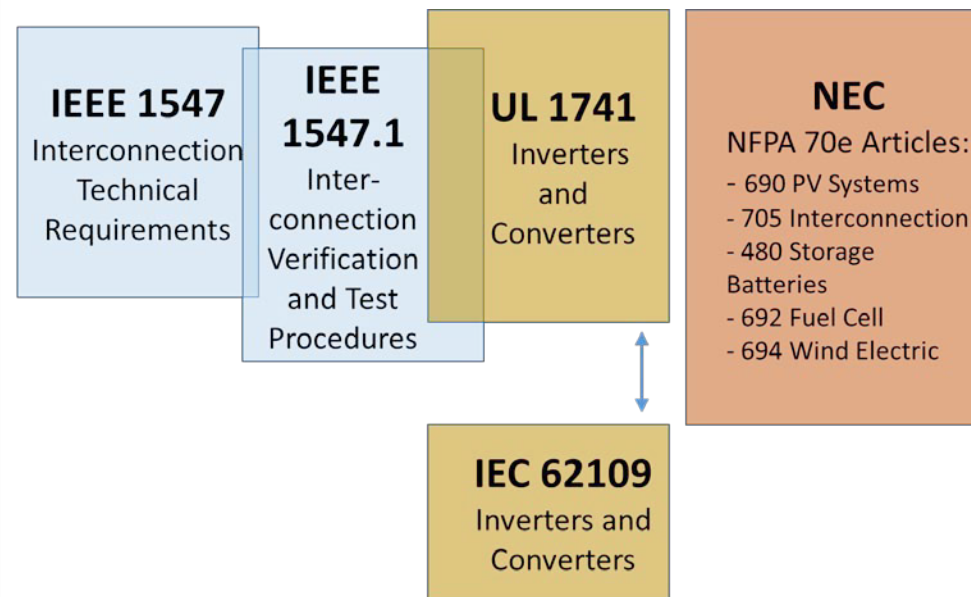 IEEE 1547
Interconnection
Technical
Requirements
IEEE
1547.1
Inter-
connection
Verification
and Test
Procedures
UL 1741
Inverters
and
Converters
NEC
NFPA 70e Articles:
- 690 PV Systems
- 705 Interconnection
- 480 Storage
Batteries
- 692 Fuel Cell
- 694 Wind Electric
IEC 62109
Inverters and
Converters